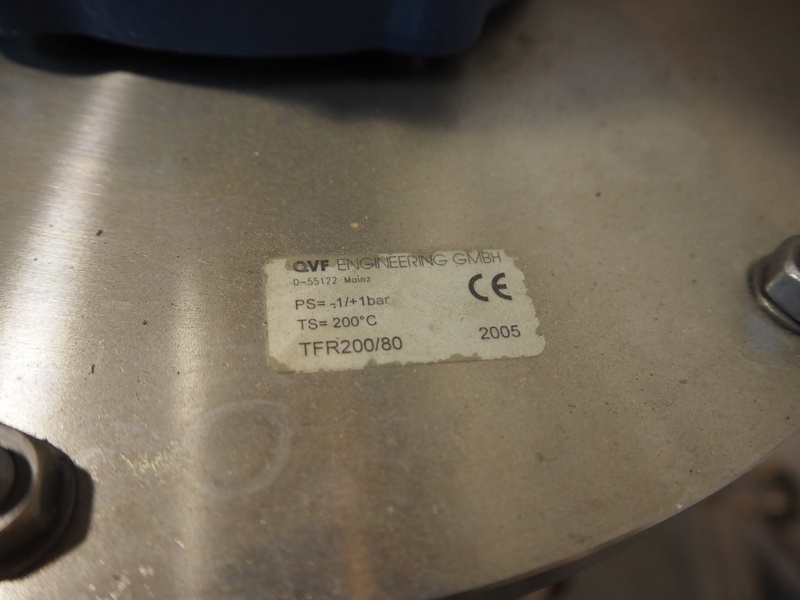 QVF ENGINEERING GMBH
D-55122 Mainz
CE
PS= -1/+1bar
TS= 200°C
TFR200/80 2005